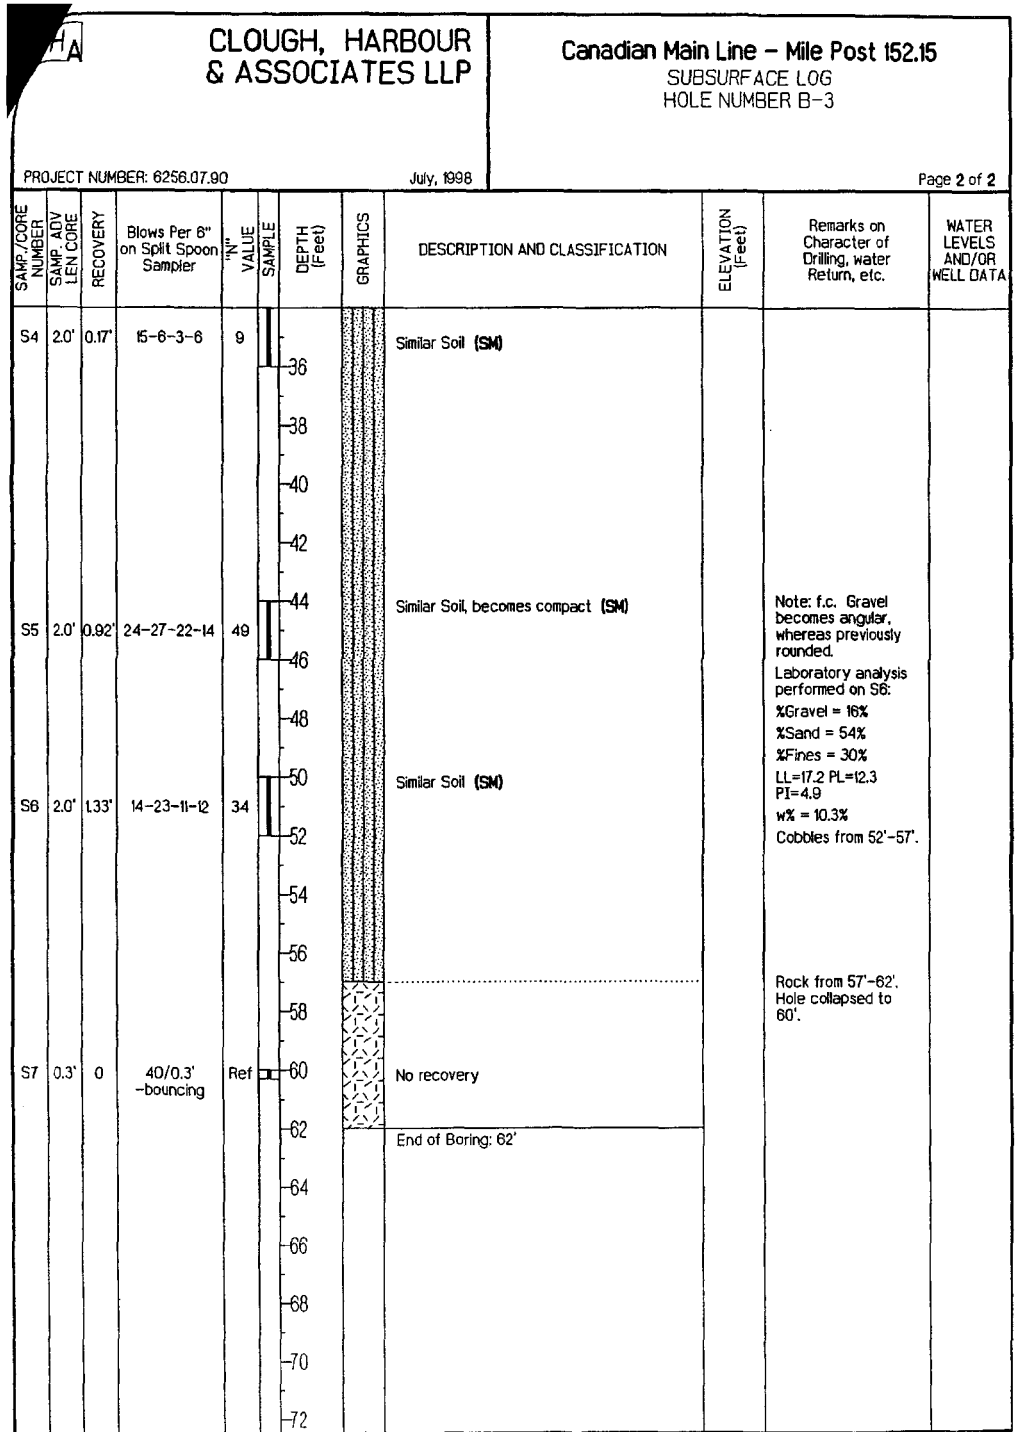 HA
CLOUGH, HARBOUR
& ASSOCIATES LLP
Canadian Main Line - Mile Post 152.15
SUBSURFACE LOG
HOLE NUMBER B-3
PROJECT NUMBER: 6256.07.90
July, 1998
Page 2 of 2
SAMP./CORE
NUMBER
SAMP. ADV
LEN CORE
RECOVERY
Blows Per 6"
on Split Spoon
Sampler
"N"
VALUE
SAMPLE
DEPTH
(Feet)
GRAPHICS
DESCRIPTION AND CLASSIFICATION
ELEVATION
(Feet)
Remarks on
Character of
Drilling, water
Return, etc.
WATER
LEVELS
AND/OR
WELL DATA
S4 2.0' 0.17' 15-6-3-6 9 Similar Soil (SM)
36
38
40
42
44 Similar Soil, becomes compact (SM)
Note: f.c. Gravel
becomes angular,
whereas previously
rounded.
S5 2.0' 0.92' 24-27-22-14 49
46
Laboratory analysis
performed on S6:
%Gravel = 16%
48
%Sand = 54%
%Fines = 30%
50 Similar Soil (SM)
LL=17.2 PL=12.3
PI=4.9
S6 2.0' 1.33' 14-23-11-12 34
w% = 10.3%
52
Cobbles from 52'-57'.
54
56
Rock from 57'-62'.
Hole collapsed to
60'.
58
S7 0.3' 0 40/0.3'
-bouncing
Ref 60 No recovery
62
End of Boring: 62'
64
66
68
70
72